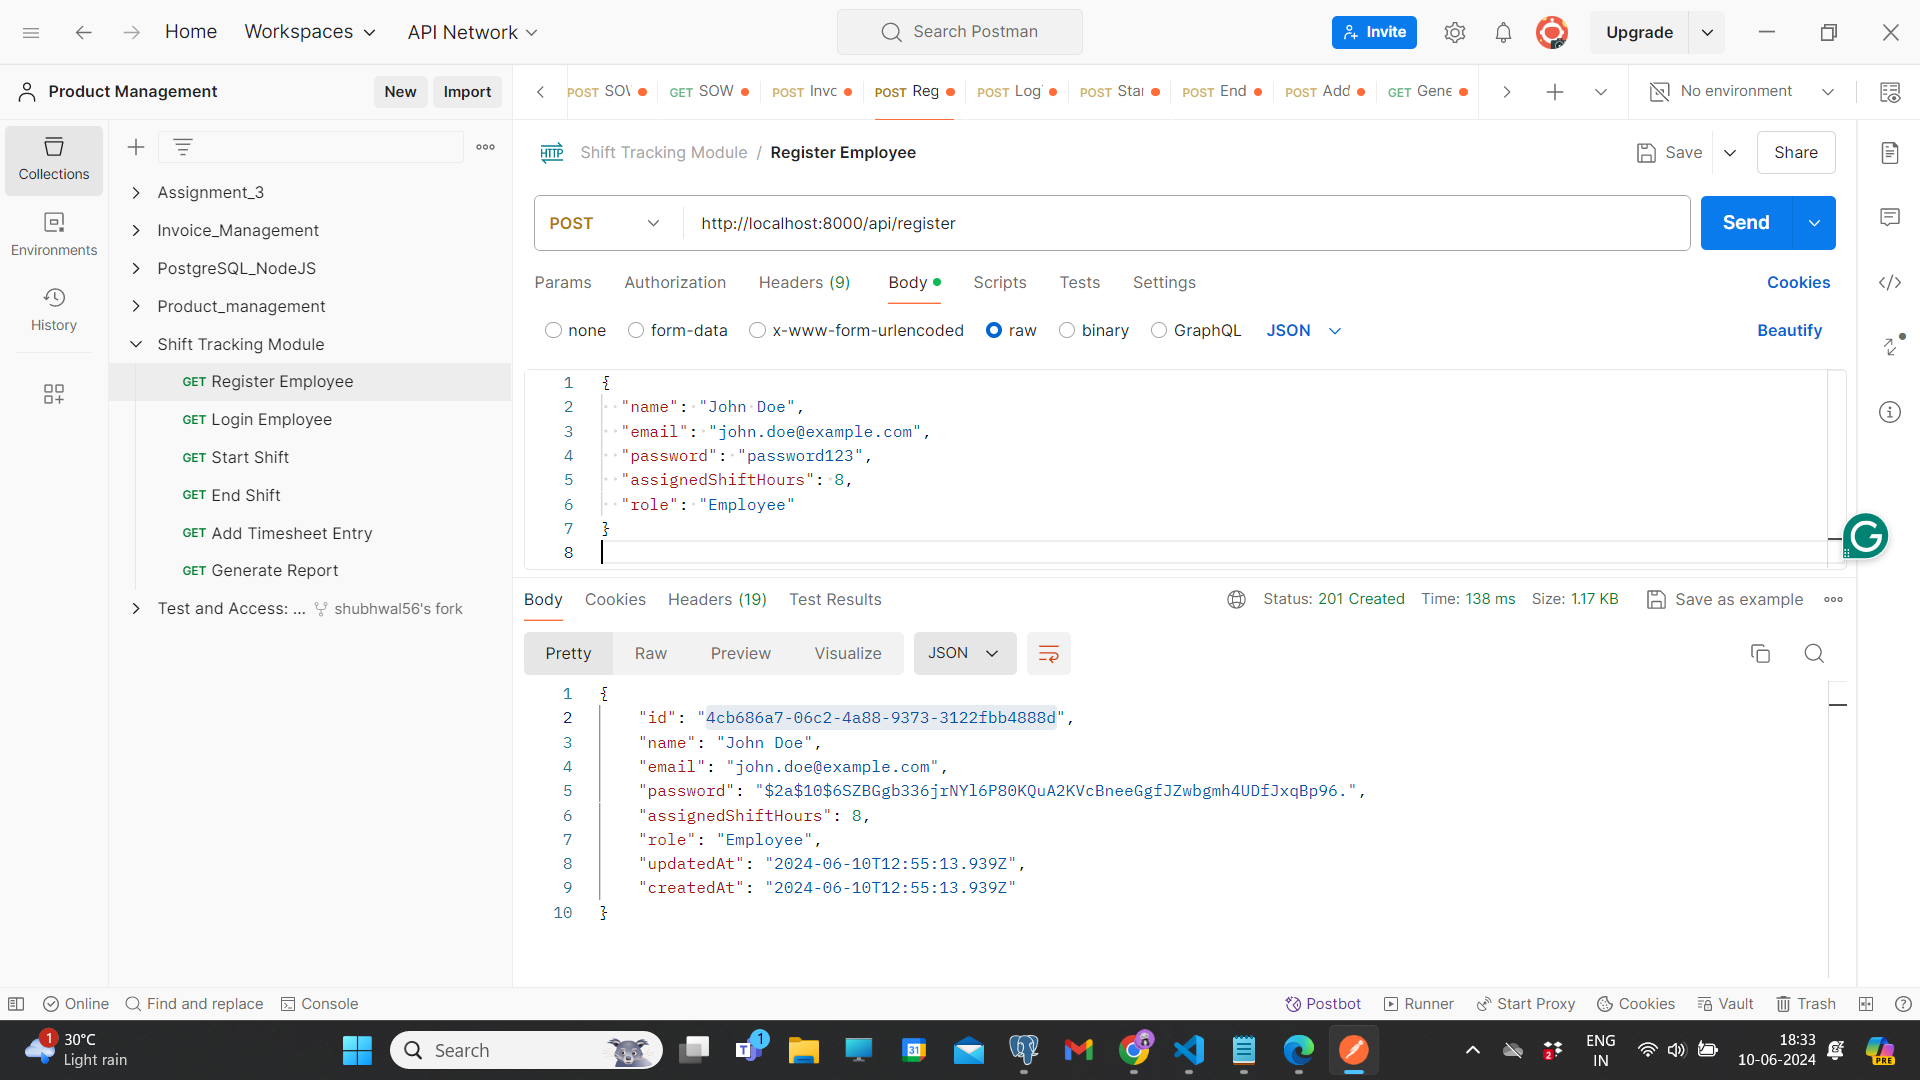 Home
Workspaces
API Network
Search Postman
Invite
Upgrade
Product Management
New
Import
POST SOW
GET SOW
POST Invo
POST Reg
POST Log
POST Star
POST End
POST Add
GET Gene
No environment
Collections
Environments
History
Assignment_3
Invoice_Management
PostgreSQL_NodeJS
Product_management
Shift Tracking Module
GET Register Employee
GET Login Employee
GET Start Shift
GET End Shift
GET Add Timesheet Entry
GET Generate Report
Test and Access: ... shubhwal56's fork
HTTP Shift Tracking Module / Register Employee
Save
Share
POST
http://localhost:8000/api/register
Send
Params
Authorization
Headers (9)
Body
Scripts
Tests
Settings
Cookies
none
form-data
x-www-form-urlencoded
raw
binary
GraphQL
JSON
Beautify
1 {
2 "name": "John Doe",
3 "email": "john.doe@example.com",
4 "password": "password123",
5 "assignedShiftHours": 8,
6 "role": "Employee"
7 }
8
Body
Cookies
Headers (19)
Test Results
Status: 201 Created
Time: 138 ms
Size: 1.17 KB
Save as example
Pretty
Raw
Preview
Visualize
JSON
1 {
2 "id": "4cb686a7-06c2-4a88-9373-3122fbb4888d",
3 "name": "John Doe",
4 "email": "john.doe@example.com",
5 "password": "$2a$10$6SZBGgb336jrNYl6P80KQuA2KVcBneeGgfJZwbgmh4UDfJxqBp96.",
6 "assignedShiftHours": 8,
7 "role": "Employee",
8 "updatedAt": "2024-06-10T12:55:13.939Z",
9 "createdAt": "2024-06-10T12:55:13.939Z"
10 }
Online
Find and replace
Console
Postbot
Runner
Start Proxy
Cookies
Vault
Trash
1
30°C
Light rain
Search
1
31
2
ENG
IN
18:33
10-06-2024
PRE